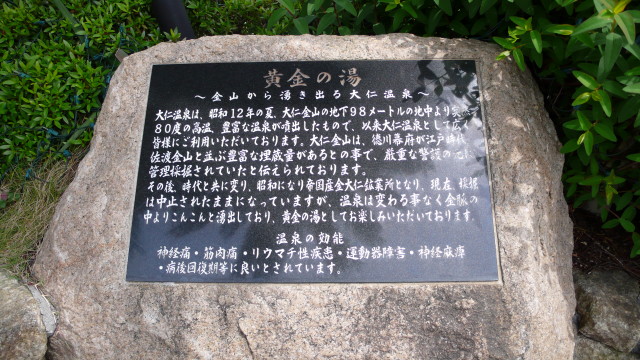 黄金の湯
～金山から湧き出る大仁温泉～
大仁温泉は、昭和12年の夏、大仁金山の地下98メートルの地中より突然
80度の高温、豊富な温泉が噴出したもので、以来大仁温泉として広く
皆様にご利用いただいております。大仁金山は、徳川幕府が江戸時代
佐渡金山と並ぶ豊富な埋蔵量があるとの事で、厳重な警護の
管理採掘されていたと伝えられております。
その後、時代と共に変り、昭和になり帝国産金大仁鉱業所となり、現在
は中止されたままになっていますが、温泉は変わる事なく金脈の
中よりこんこんと湧出しており、黄金の湯としてお楽しみいただいております。
温泉の効能
神経痛・筋肉痛・リウマチ性疾患・運動器障害・神経麻痺
・病後回復期等に良いとされています。